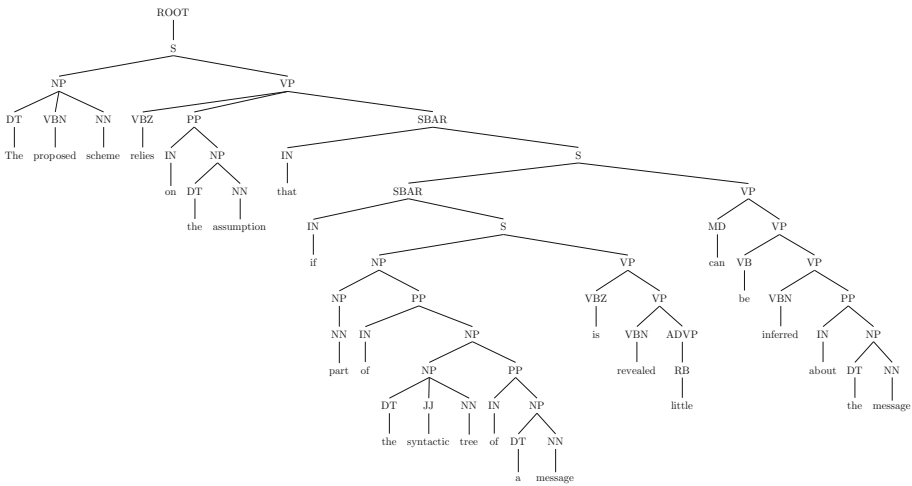 ROOT
S
NP VP
DT VBN NN VBZ PP SBAR
The proposed scheme relies IN NP IN S
on DT NN that SBAR VP
the assumption IN S MD VP
if NP VP can VB VP
NP PP VBZ VP be VBN PP
NN IN NP is VBN ADVP inferred IN NP
part of NP PP revealed RB about DT NN
DT JJ NN IN NP little the message
the syntactic tree of DT NN
a message